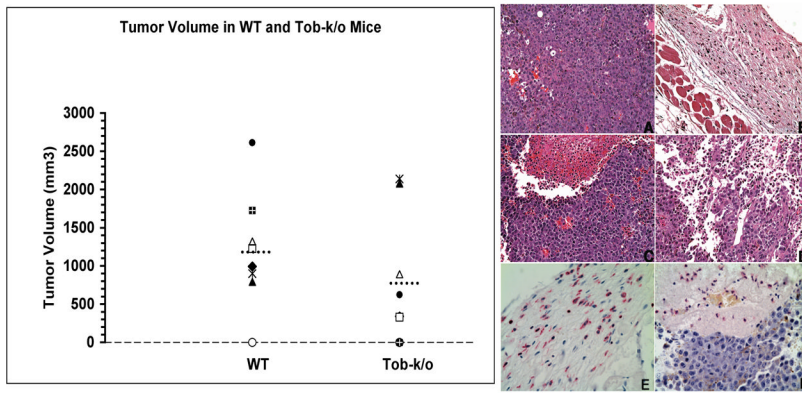 Tumor Volume in WT and Tob-k/o Mice
Tumor Volume (mm3)
3000
2500
2000
1500
1000
500
0
WT
Tob-k/o
A
C
E